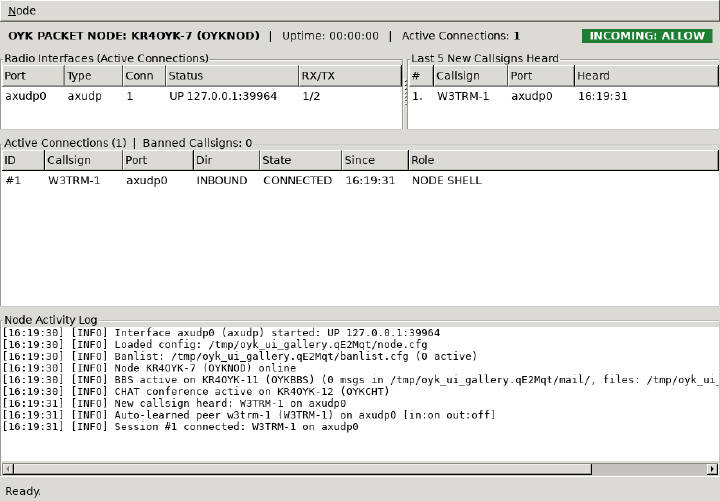 Node
OYK PACKET NODE: KR4OYK-7 (OYKNOD) | Uptime: 00:00:00 | Active Connections: 1 INCOMING: ALLOW
Radio Interfaces (Active Connections)
Port Type Conn Status RX/TX
axudp0 axudp 1 UP 127.0.0.1:39964 1/2
Last 5 New Callsigns Heard
# Callsign Port Heard
1. W3TRM-1 axudp0 16:19:31
Active Connections (1) | Banned Callsigns: 0
ID Callsign Port Dir State Since Role
#1 W3TRM-1 axudp0 INBOUND CONNECTED 16:19:31 NODE SHELL
Node Activity Log
[16:19:30] [INFO] Interface axudp0 (axudp) started: UP 127.0.0.1:39964
[16:19:30] [INFO] Loaded config: /tmp/oyk_ui_gallery.qE2Mqt/node.cfg
[16:19:30] [INFO] Banlist: /tmp/oyk_ui_gallery.qE2Mqt/banlist.cfg (0 active)
[16:19:30] [INFO] Node KR4OYK-7 (OYKNOD) online
[16:19:30] [INFO] BBS active on KR4OYK-11 (OYKBBS) (0 msgs in /tmp/oyk_ui_gallery.qE2Mqt/mail/, files: /tmp/oyk_ui_
[16:19:30] [INFO] CHAT conference active on KR4OYK-12 (OYKCHT)
[16:19:31] [INFO] New callsign heard: W3TRM-1 on axudp0
[16:19:31] [INFO] Auto-learned peer w3trm-1 (W3TRM-1) on axudp0 [in:on out:off]
[16:19:31] [INFO] Session #1 connected: W3TRM-1 on axudp0
Ready.